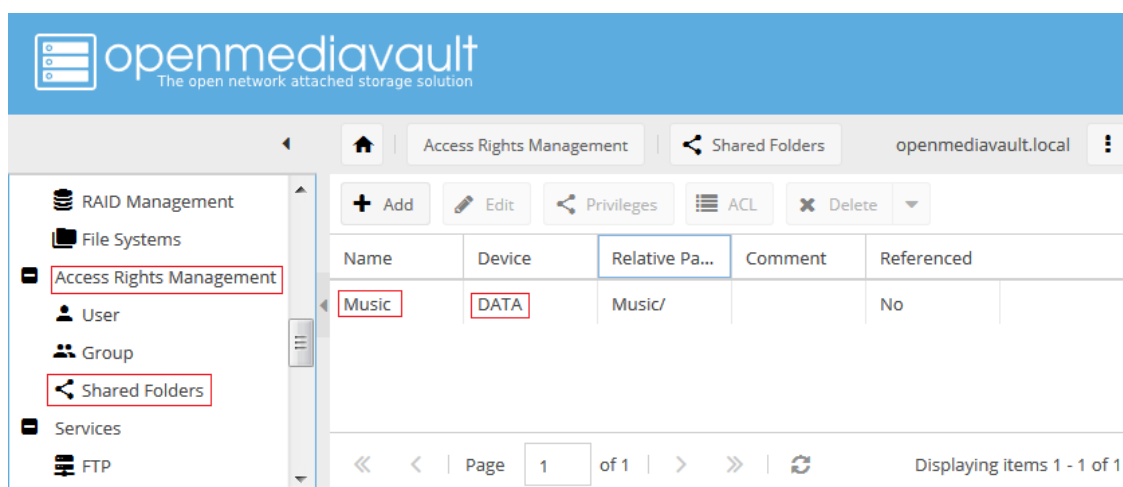 openmediavault
The open network attached storage solution
Access Rights Management Shared Folders openmediavault.local
RAID Management
File Systems
Access Rights Management
User
Group
Shared Folders
Services
FTP
Add Edit Privileges ACL Delete
Name Device Relative Pa... Comment Referenced
Music DATA Music/ No
Page 1 of 1 Displaying items 1 - 1 of 1